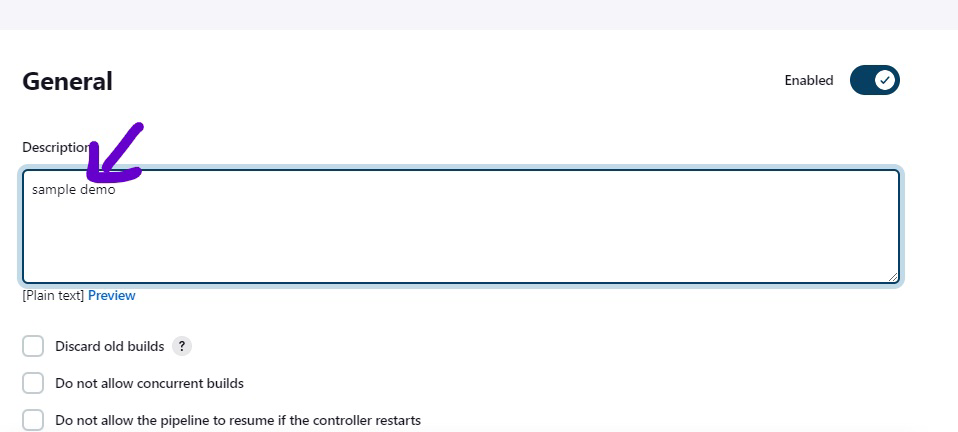 General
Enabled
Description
sample demo
[Plain text] Preview
Discard old builds ?
Do not allow concurrent builds
Do not allow the pipeline to resume if the controller restarts